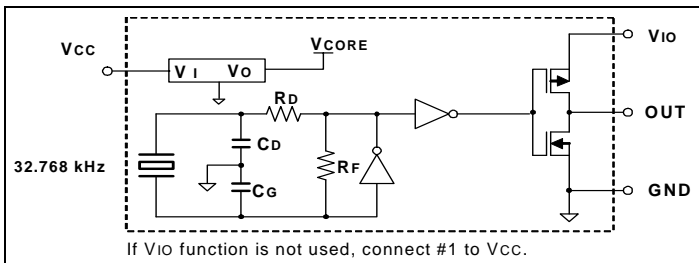 VCC
VI VO
VCORE
VIO
RD
OUT
CD
32.768 kHz
RF
CG
GND
If VIO function is not used, connect #1 to VCC.